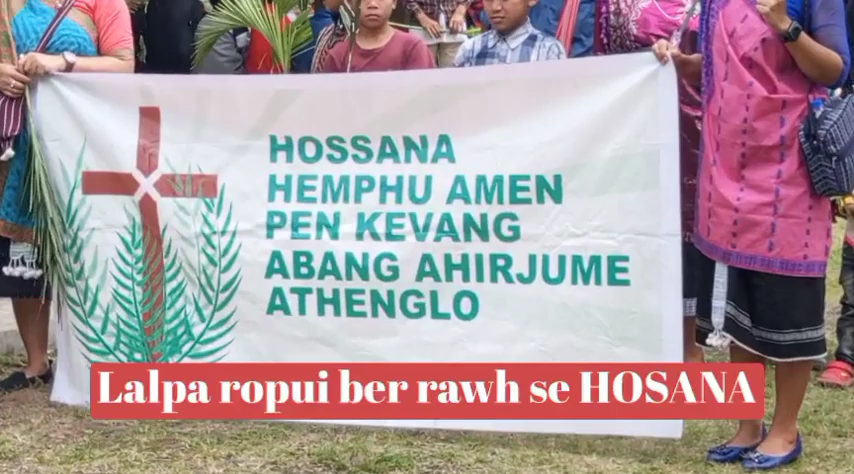 HOSSANA
HEMPHU AMEN
PEN KEVANG
ABANG AHIRJUME
ATHENGLO
Lalpa ropui ber rawh se HOSANA